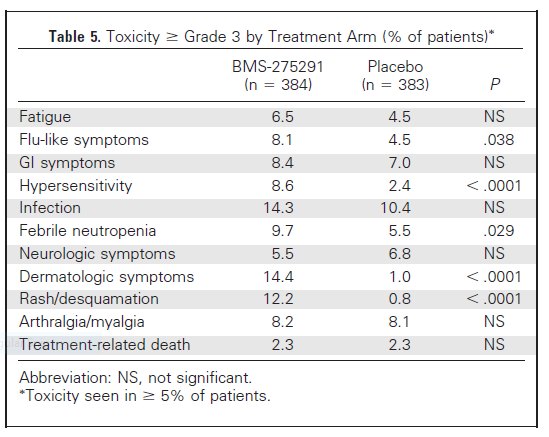 Table 5. Toxicity ≥ Grade 3 by Treatment Arm (% of patients)*
BMS-275291 Placebo
(n = 384) (n = 383) P
Fatigue 6.5 4.5 NS
Flu-like symptoms 8.1 4.5 .038
GI symptoms 8.4 7.0 NS
Hypersensitivity 8.6 2.4 < .0001
Infection 14.3 10.4 NS
Febrile neutropenia 9.7 5.5 .029
Neurologic symptoms 5.5 6.8 NS
Dermatologic symptoms 14.4 1.0 < .0001
Rash/desquamation 12.2 0.8 < .0001
Arthralgia/myalgia 8.2 8.1 NS
Treatment-related death 2.3 2.3 NS
Abbreviation: NS, not significant.
*Toxicity seen in ≥ 5% of patients.